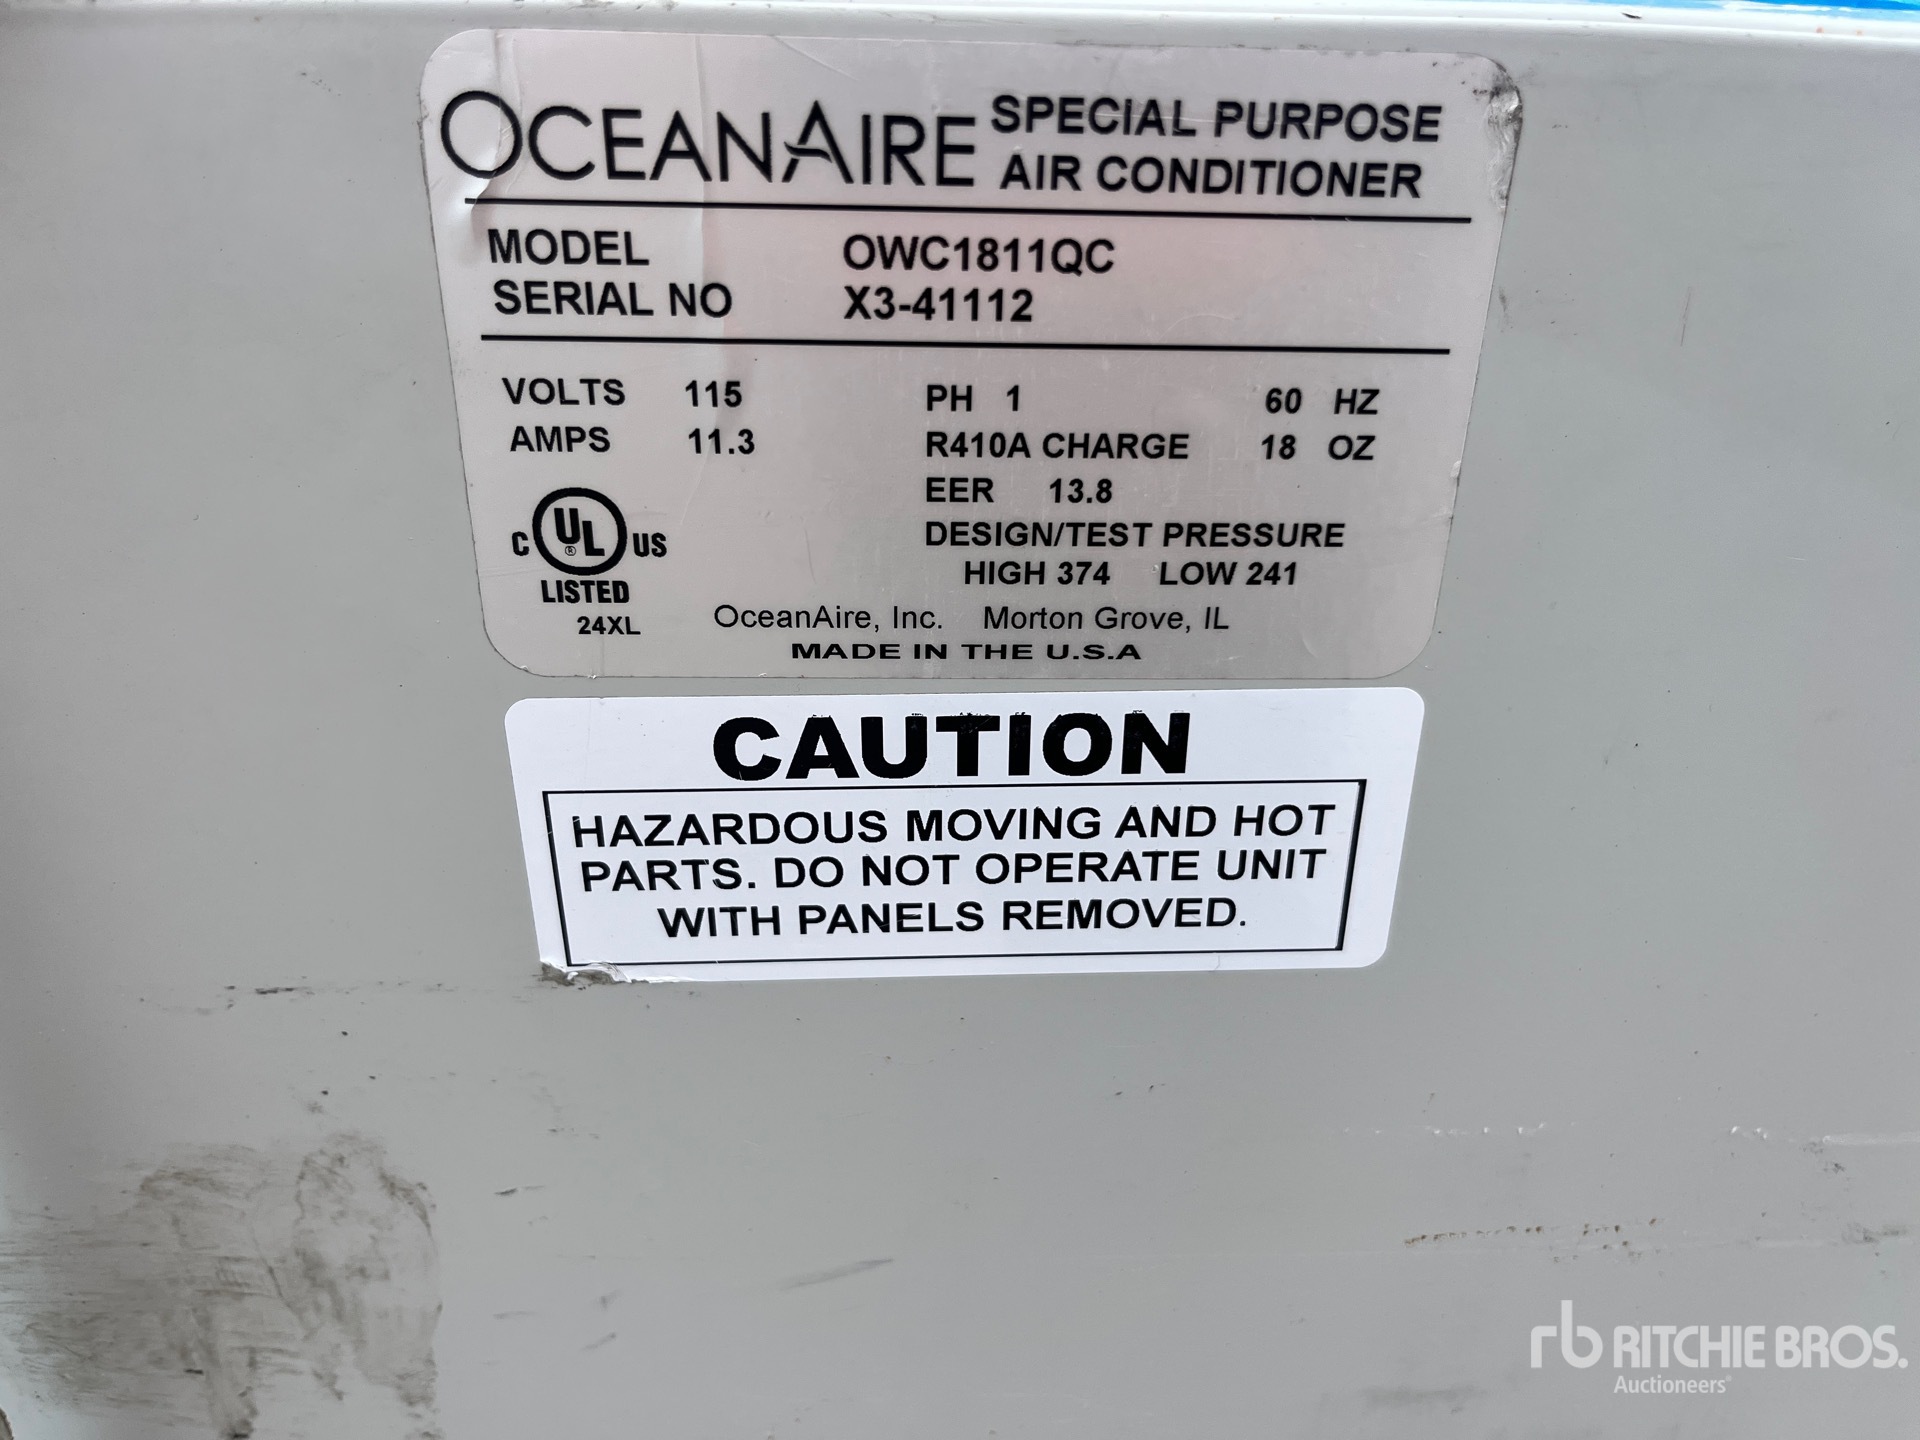 OCEANAIRE SPECIAL PURPOSE
AIR CONDITIONER
MODEL OWC1811QC
SERIAL NO X3-41112
VOLTS 115 PH 1 60 HZ
AMPS 11.3 R410A CHARGE 18 OZ
EER 13.8
DESIGN/TEST PRESSURE
HIGH 374 LOW 241
C UL ® US
LISTED
24XL
OceanAire, Inc. Morton Grove, IL
MADE IN THE U.S.A
CAUTION
HAZARDOUS MOVING AND HOT
PARTS. DO NOT OPERATE UNIT
WITH PANELS REMOVED.
rb RITCHIE BROS.
Auctioneers®